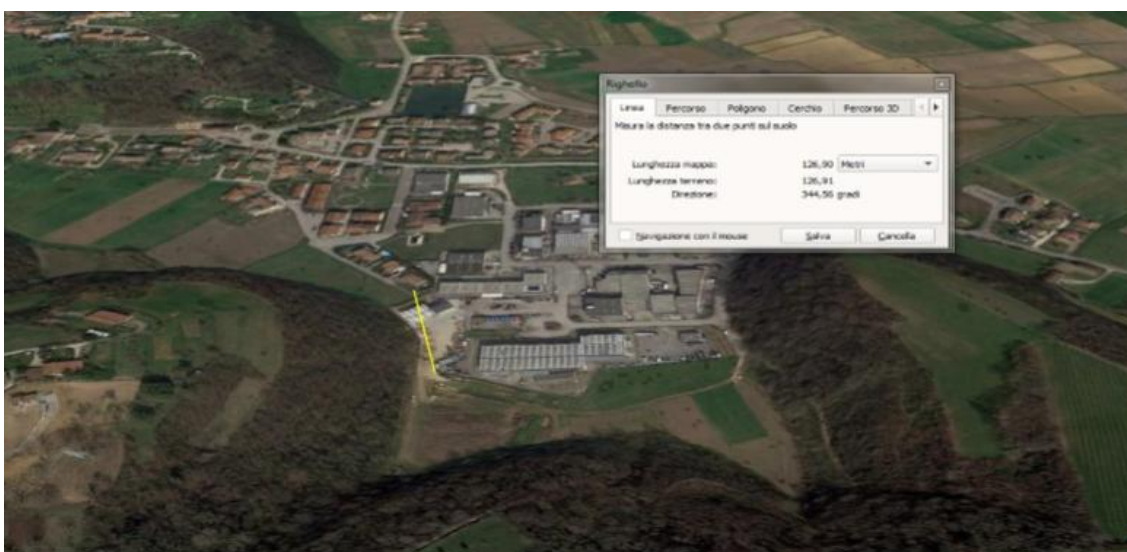 Righello
Linea Percorso Poligono Cerchio Percorso 3D
Misura la distanza tra due punti sul suolo
Lunghezza mappa: 126,90 Metri
Lunghezza terreno: 126,91
Direzione: 344,56 gradi
Navigazione con il mouse Salva Cancella